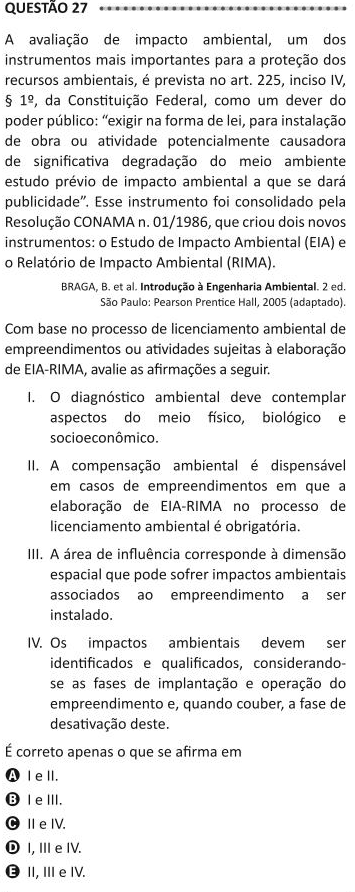 QUESTÃO 27
A avaliação de impacto ambiental, um dos
instrumentos mais importantes para a proteção dos
recursos ambientais, é prevista no art. 225, inciso IV,
§ 1º, da Constituição Federal, como um dever do
poder público: “exigir na forma de lei, para instalação
de obra ou atividade potencialmente causadora
de significativa degradação do meio ambiente
estudo prévio de impacto ambiental a que se dará
publicidade”. Esse instrumento foi consolidado pela
Resolução CONAMA n. 01/1986, que criou dois novos
instrumentos: o Estudo de Impacto Ambiental (EIA) e
o Relatório de Impacto Ambiental (RIMA).
BRAGA, B. et al. Introdução à Engenharia Ambiental. 2 ed.
São Paulo: Pearson Prentice Hall, 2005 (adaptado).
Com base no processo de licenciamento ambiental de
empreendimentos ou atividades sujeitas à elaboração
de EIA-RIMA, avalie as afirmações a seguir.
I. O diagnóstico ambiental deve contemplar
aspectos do meio físico, biológico e
socioeconômico.
II. A compensação ambiental é dispensável
em casos de empreendimentos em que a
elaboração de EIA-RIMA no processo de
licenciamento ambiental é obrigatória.
III. A área de influência corresponde à dimensão
espacial que pode sofrer impactos ambientais
associados ao empreendimento a ser
instalado.
IV. Os impactos ambientais devem ser
identificados e qualificados, considerando-
se as fases de implantação e operação do
empreendimento e, quando couber, a fase de
desativação deste.
É correto apenas o que se afirma em
A I e II.
B I e III.
C II e IV.
D I, III e IV.
E II, III e IV.